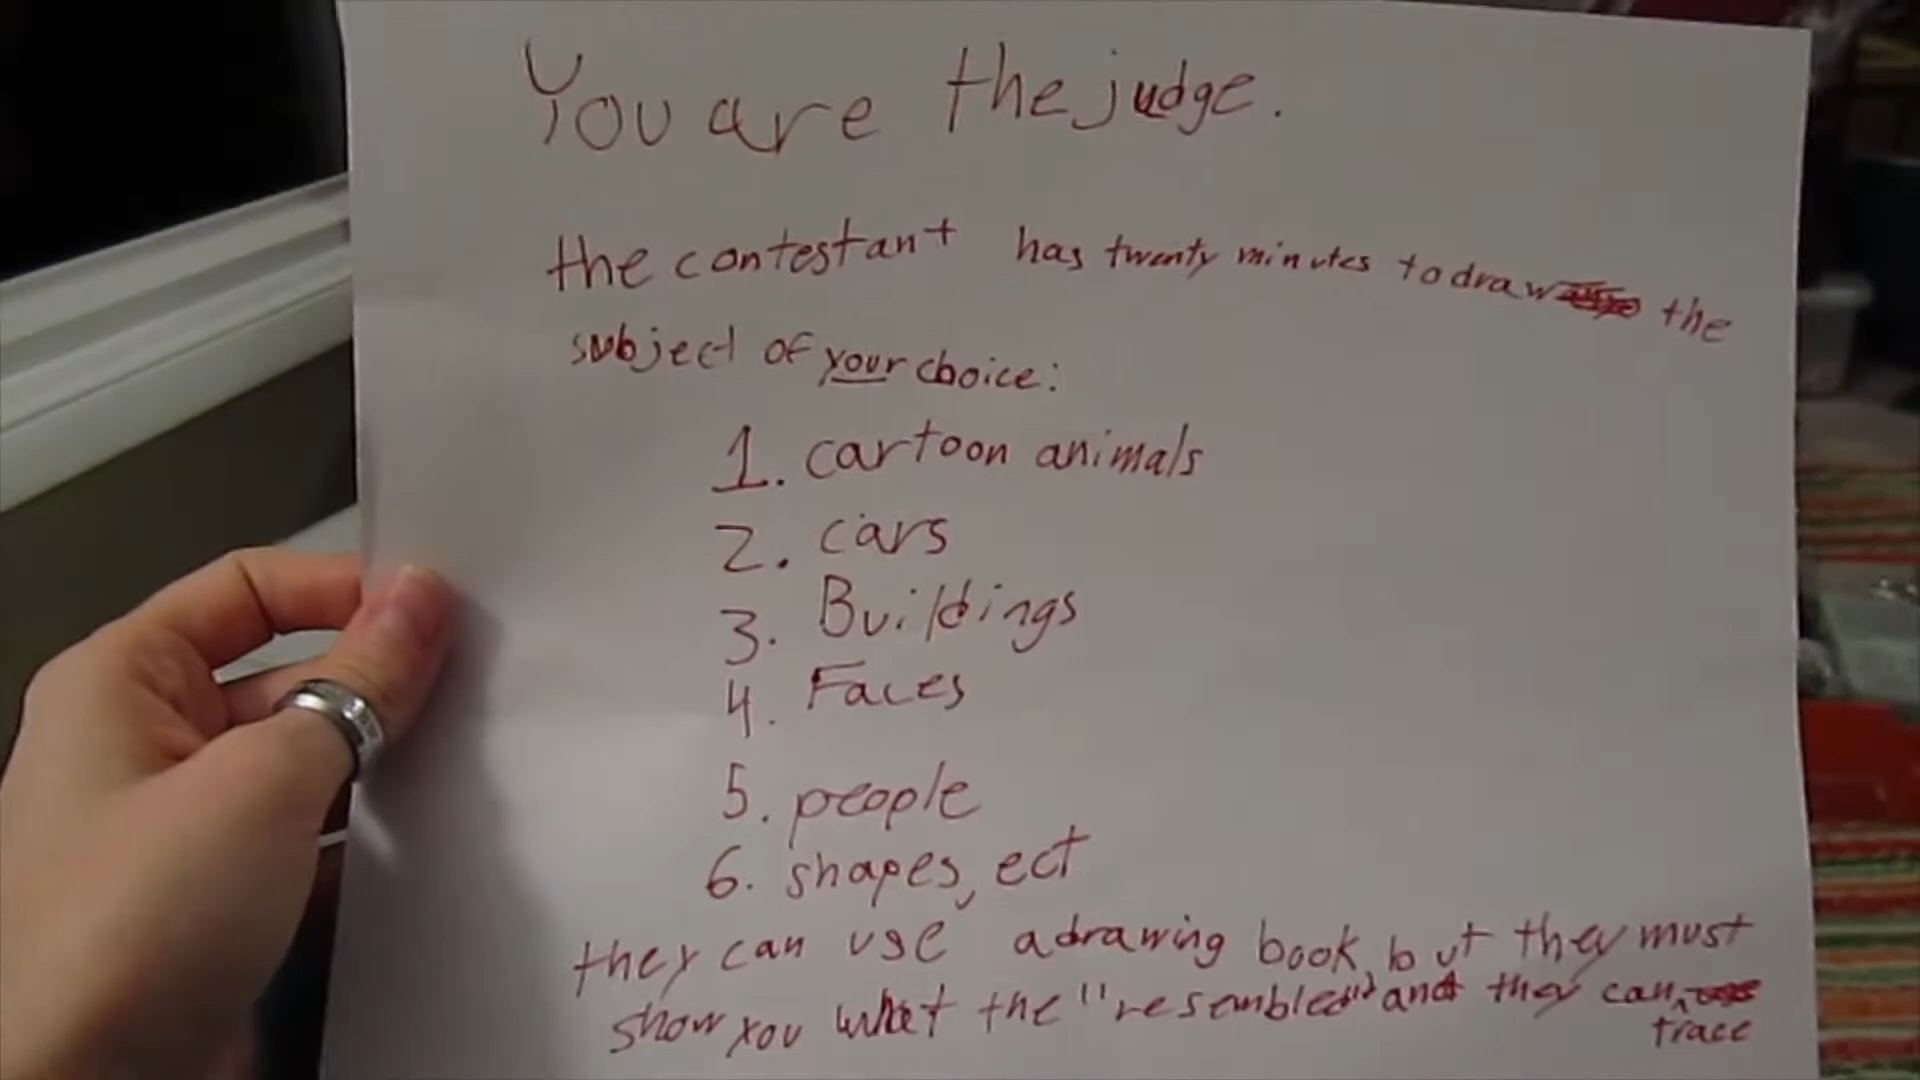 You are the judge.
the contestant has twenty minutes to draw the
subject of your choice:
1. cartoon animals
2. cars
3. Buildings
4. Faces
5. people
6. shapes, ect
they can use a drawing book, but they must
show you what the "resembled" and they can
trace